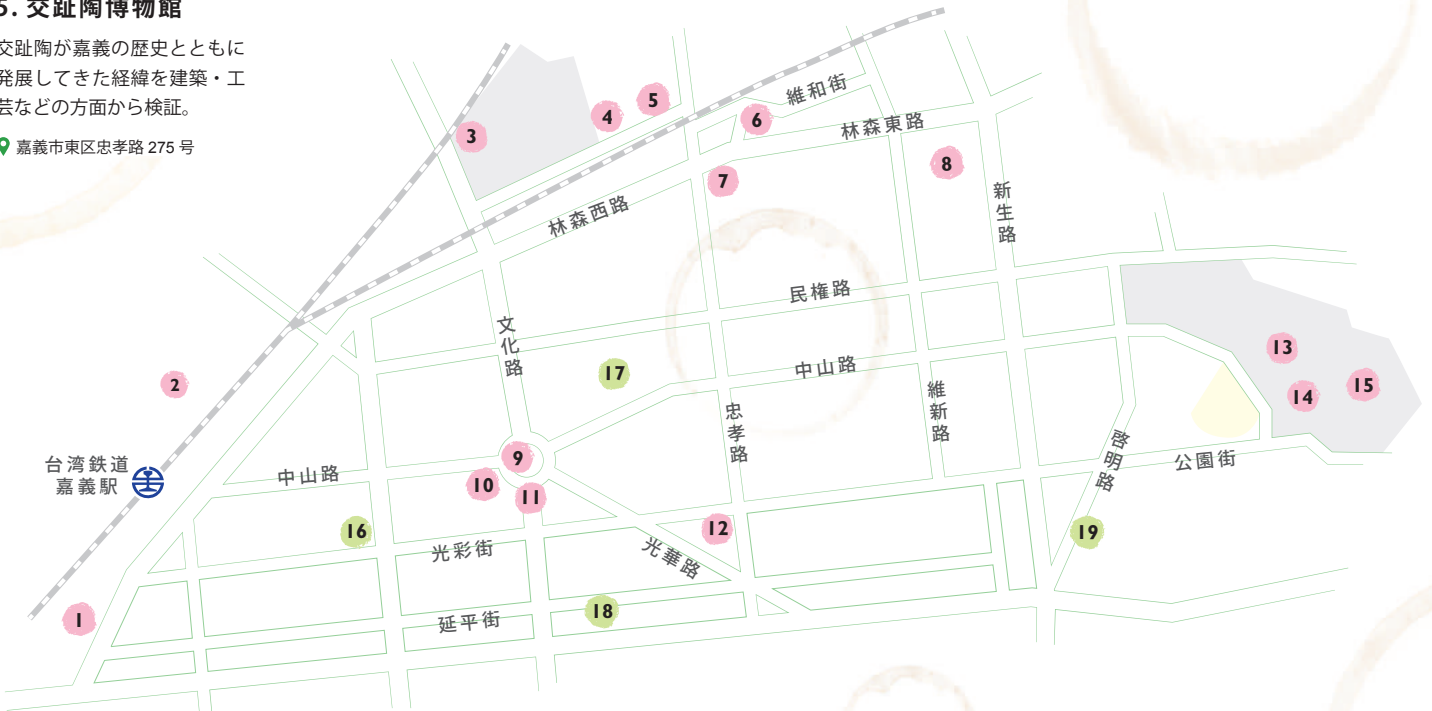 5. 交趾陶博物館
交趾陶が嘉義の歴史とともに
発展してきた経緯を建築・工
芸などの方面から検証。
嘉義市東区忠孝路 275 号
維和街
林森東路
林森西路
新生路
民権路
文化路
中山路
維新路
忠孝路
台湾鉄道
嘉義駅
中山路
啓明路
公園街
光彩街
光華路
延平街
1
2
3
4
5
6
7
8
9
10
11
12
13
14
15
16
17
18
19